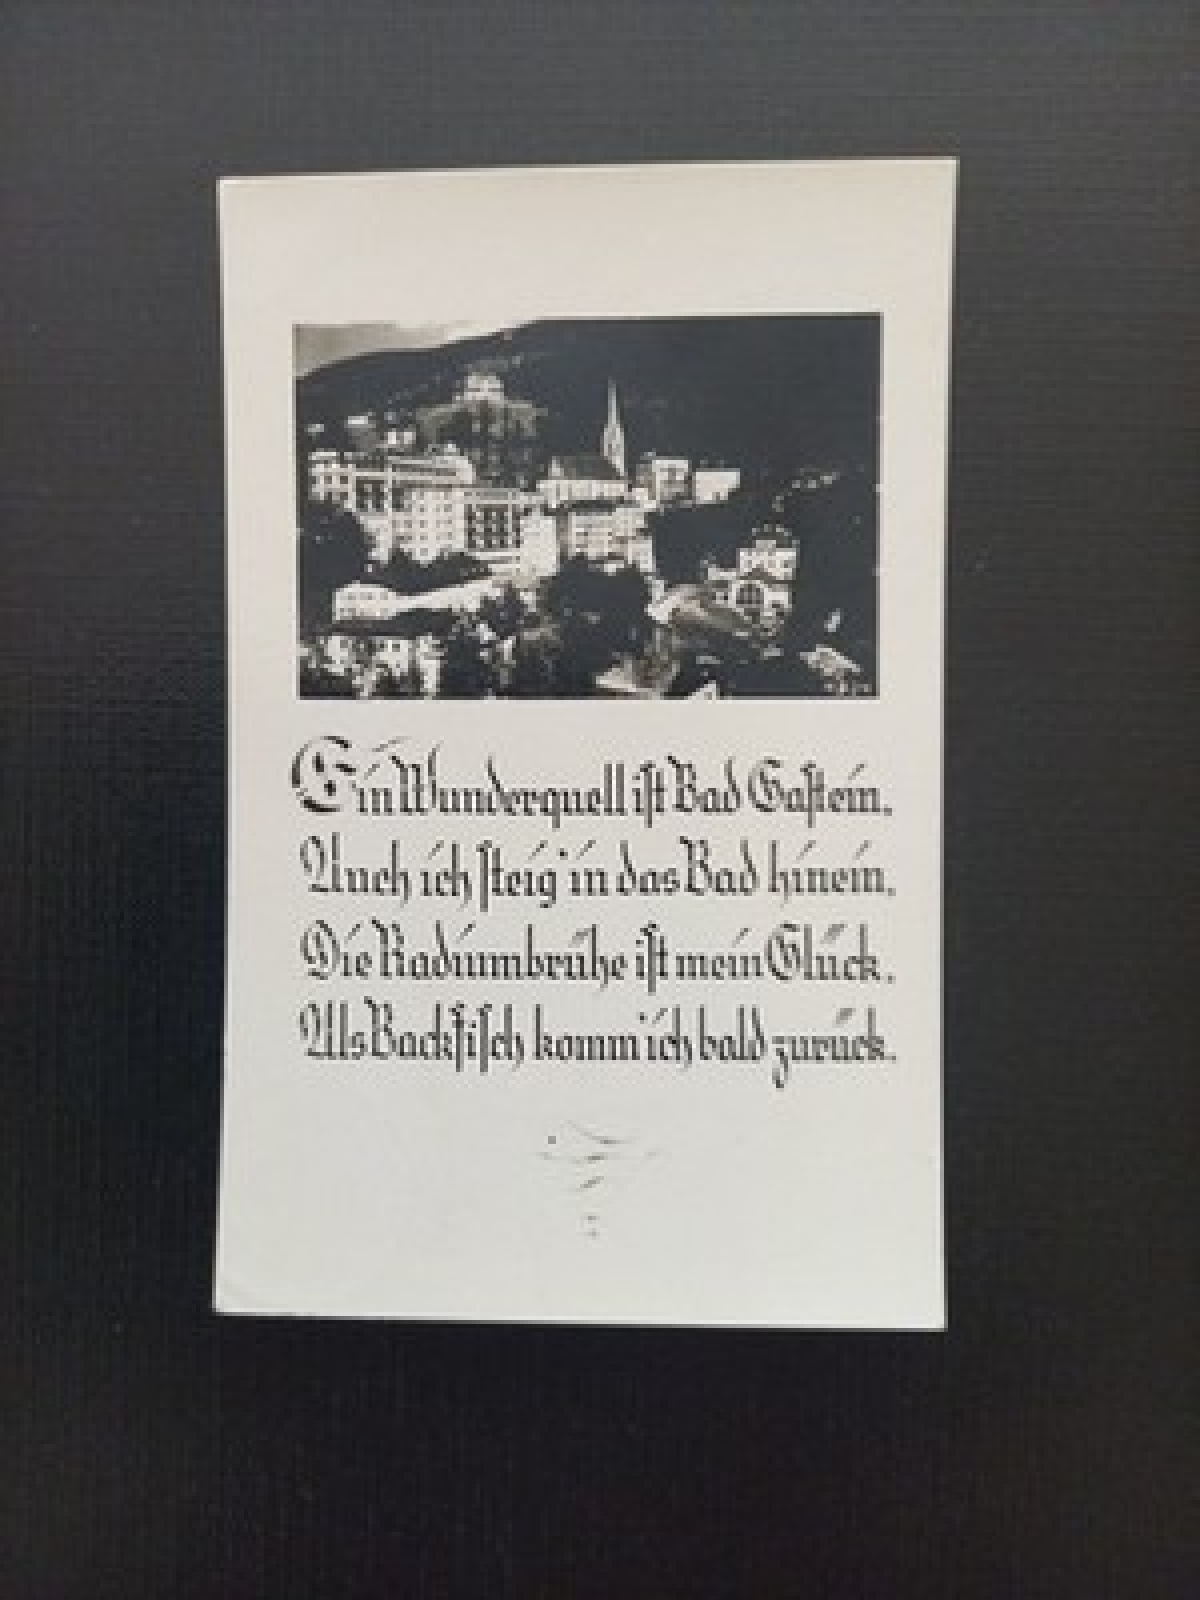 Ein Wunderquell ist Bad Gastein,
Auch ich steig' in das Bad hinein,
Die Radiumbrühe ist mein Glück,
Als Backfisch komm' ich bald zurück.